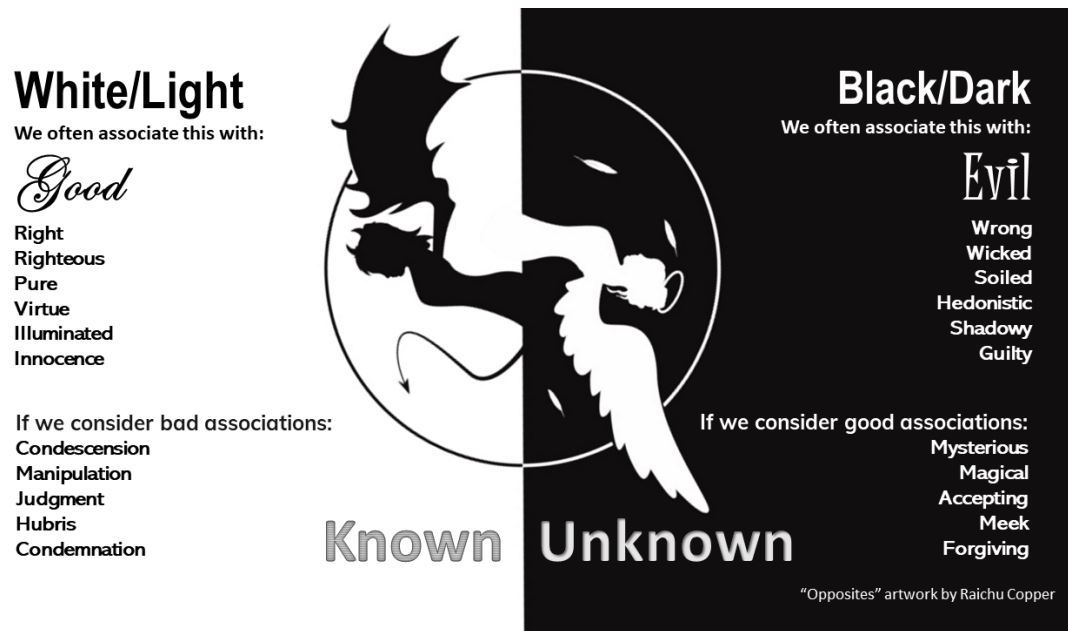 White/Light
We often associate this with:
Good
Right
Righteous
Pure
Virtue
Illuminated
Innocence
If we consider bad associations:
Condescension
Manipulation
Judgment
Hubris
Condemnation
Known
Black/Dark
We often associate this with:
Evil
Wrong
Wicked
Soiled
Hedonistic
Shadowy
Guilty
If we consider good associations:
Mysterious
Magical
Accepting
Meek
Forgiving
Unknown
“Opposites” artwork by Raichu Copper